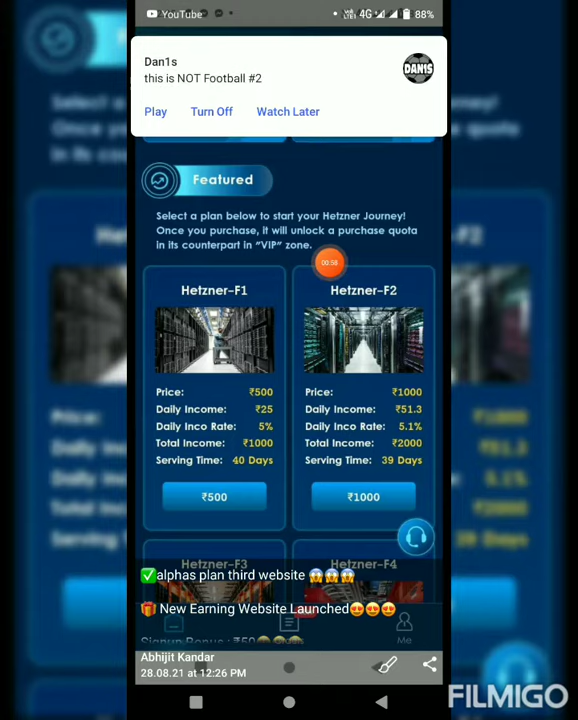 YouTube
4G
88%
Dan1s
this is NOT Football #2
DAN1S
Play Turn Off Watch Later
Featured
Select a plan below to start your Hetzner Journey!
Once you purchase, it will unlock a purchase quota
in its counterpart in "VIP" zone.
00:58
Hetzner-F1
Price: ₹500
Daily Income: ₹25
Daily Inco Rate: 5%
Total Income: ₹1000
Serving Time: 40 Days
₹500
Hetzner-F2
Price: ₹1000
Daily Income: ₹51.3
Daily Inco Rate: 5.1%
Total Income: ₹2000
Serving Time: 39 Days
₹1000
Hetzner-F3
Hetzner-F4
✅alphas plan third website 😱😱😱
🎁 New Earning Website Launched😍😍😍
Signup Bonus : ₹50
Me
Abhijit Kandar
28.08.21 at 12:26 PM
FILMIGO